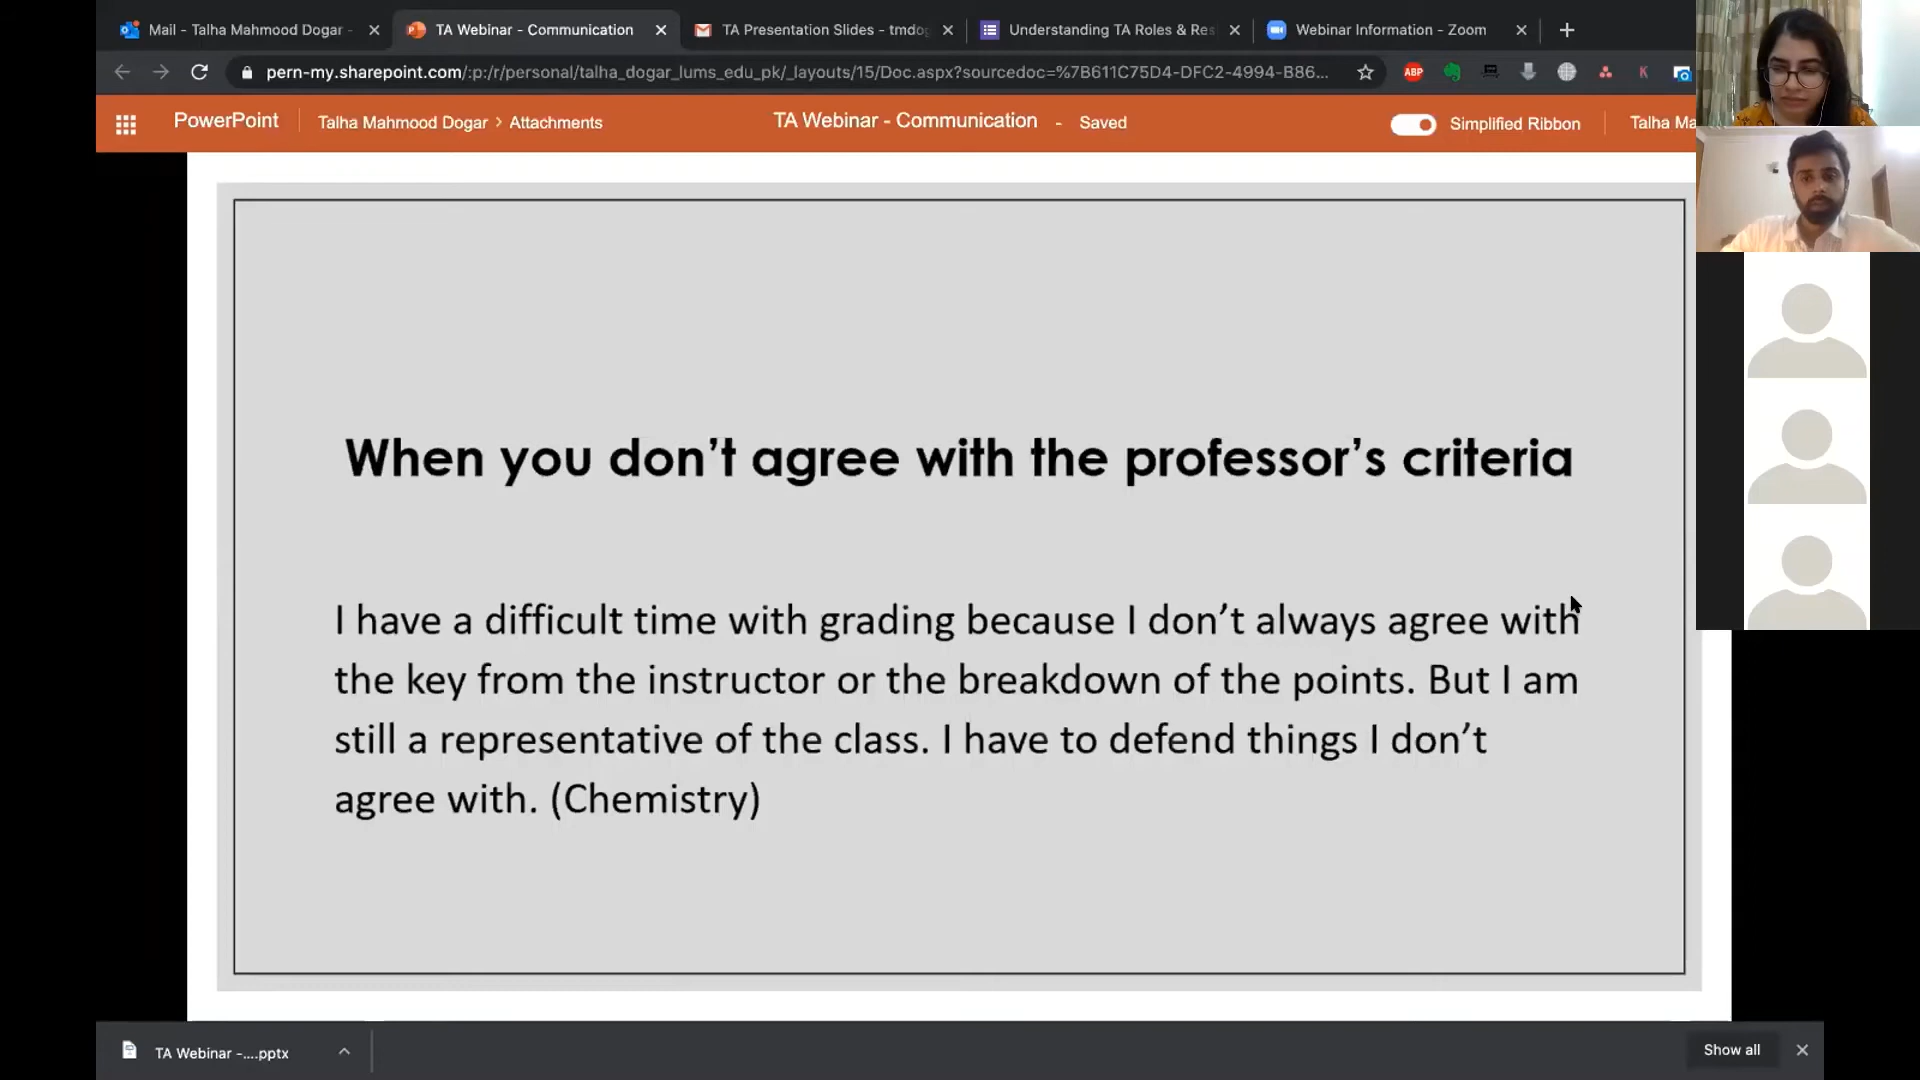 Mail - Talha Mahmood Dogar -
TA Webinar - Communication
TA Presentation Slides - tmdo
Understanding TA Roles & Res
Webinar Information - Zoom
pern-my.sharepoint.com/:p:/r/personal/talha_dogar_lums_edu_pk/_layouts/15/Doc.aspx?sourcedoc=%7B611C75D4-DFC2-4994-B86...
ABP
K
PowerPoint
Talha Mahmood Dogar > Attachments
TA Webinar - Communication - Saved
Simplified Ribbon
Talha Ma
When you don’t agree with the professor’s criteria
I have a difficult time with grading because I don’t always agree with
the key from the instructor or the breakdown of the points. But I am
still a representative of the class. I have to defend things I don’t
agree with. (Chemistry)
TA Webinar -....pptx
Show all